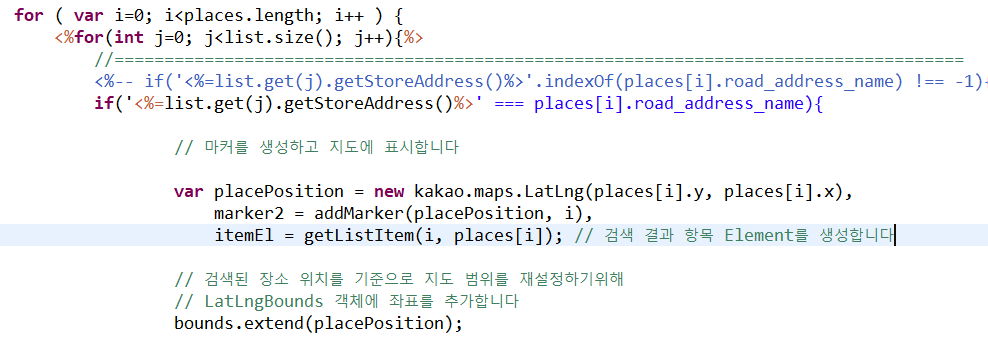 for ( var i=0; i<places.length; i++ ) {
<%for(int j=0; j<list.size(); j++){%>
//=====================================================================================
<%-- if('<%=list.get(j).getStoreAddress()%>'.indexOf(places[i].road_address_name) !== -1){
if('<%=list.get(j).getStoreAddress()%>' === places[i].road_address_name){
// 마커를 생성하고 지도에 표시합니다
var placePosition = new kakao.maps.LatLng(places[i].y, places[i].x),
marker2 = addMarker(placePosition, i),
itemEl = getListItem(i, places[i]); // 검색 결과 항목 Element를 생성합니다
// 검색된 장소 위치를 기준으로 지도 범위를 재설정하기위해
// LatLngBounds 객체에 좌표를 추가합니다
bounds.extend(placePosition);